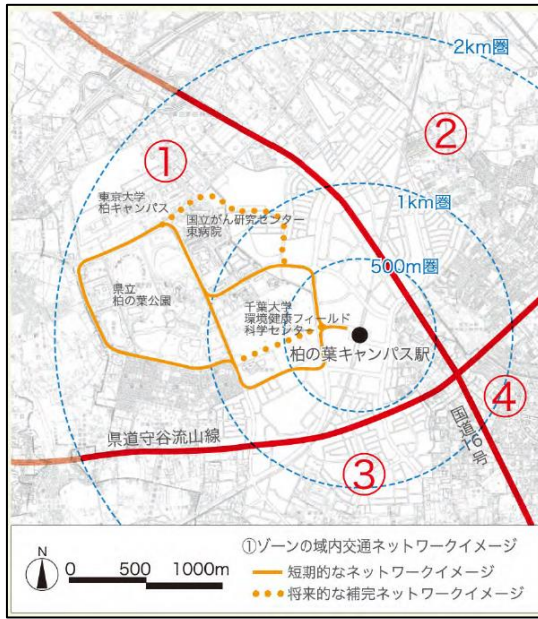 2km圏
②
①
1km圏
東京大学
柏キャンパス
国立がん研究センター
東病院
500m圏
県立
柏の葉公園
千葉大学
環境健康フィールド
科学センター
柏の葉キャンパス駅
④
県道守谷流山線
国道16号
③
①ゾーンの域内交通ネットワークイメージ
N
0 500 1000m
短期的なネットワークイメージ
将来的な補完ネットワークイメージ